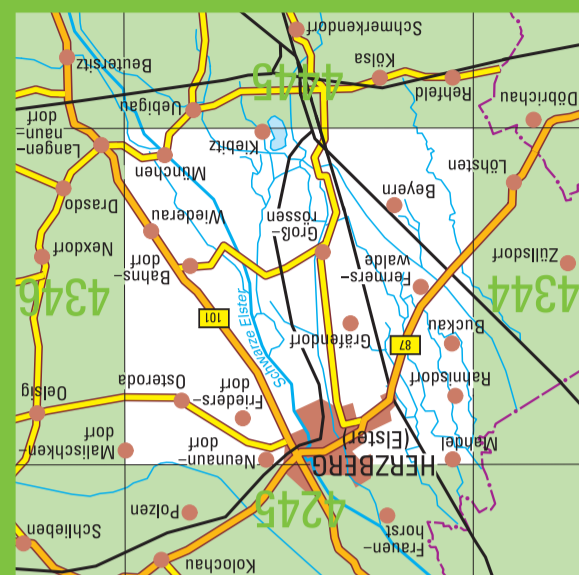 Kolochau
Frauen-
horst
Schlieben
Polzen
4245
HERZBERG
(Elster)
Mahdel
Neunaun-
dorf
Malischken-
dorf
Frieders-
dorf
Osteroda
Oelsig
Rahnisdorf
Buckau
87
Gräfendorf
Schwarze Elster
101
4344
4346
Züllsdorf
Fermers-
walde
Bahns-
dorf
Nexdorf
Groß-
rössen
Wiederau
Drasdo
Beyern
Löhsten
München
Langen-
naun-
dorf
Kiebitz
Döbrichau
Uebigau
Rehfeld
Kölsa
4445
Beutersitz
Schmerkendorf